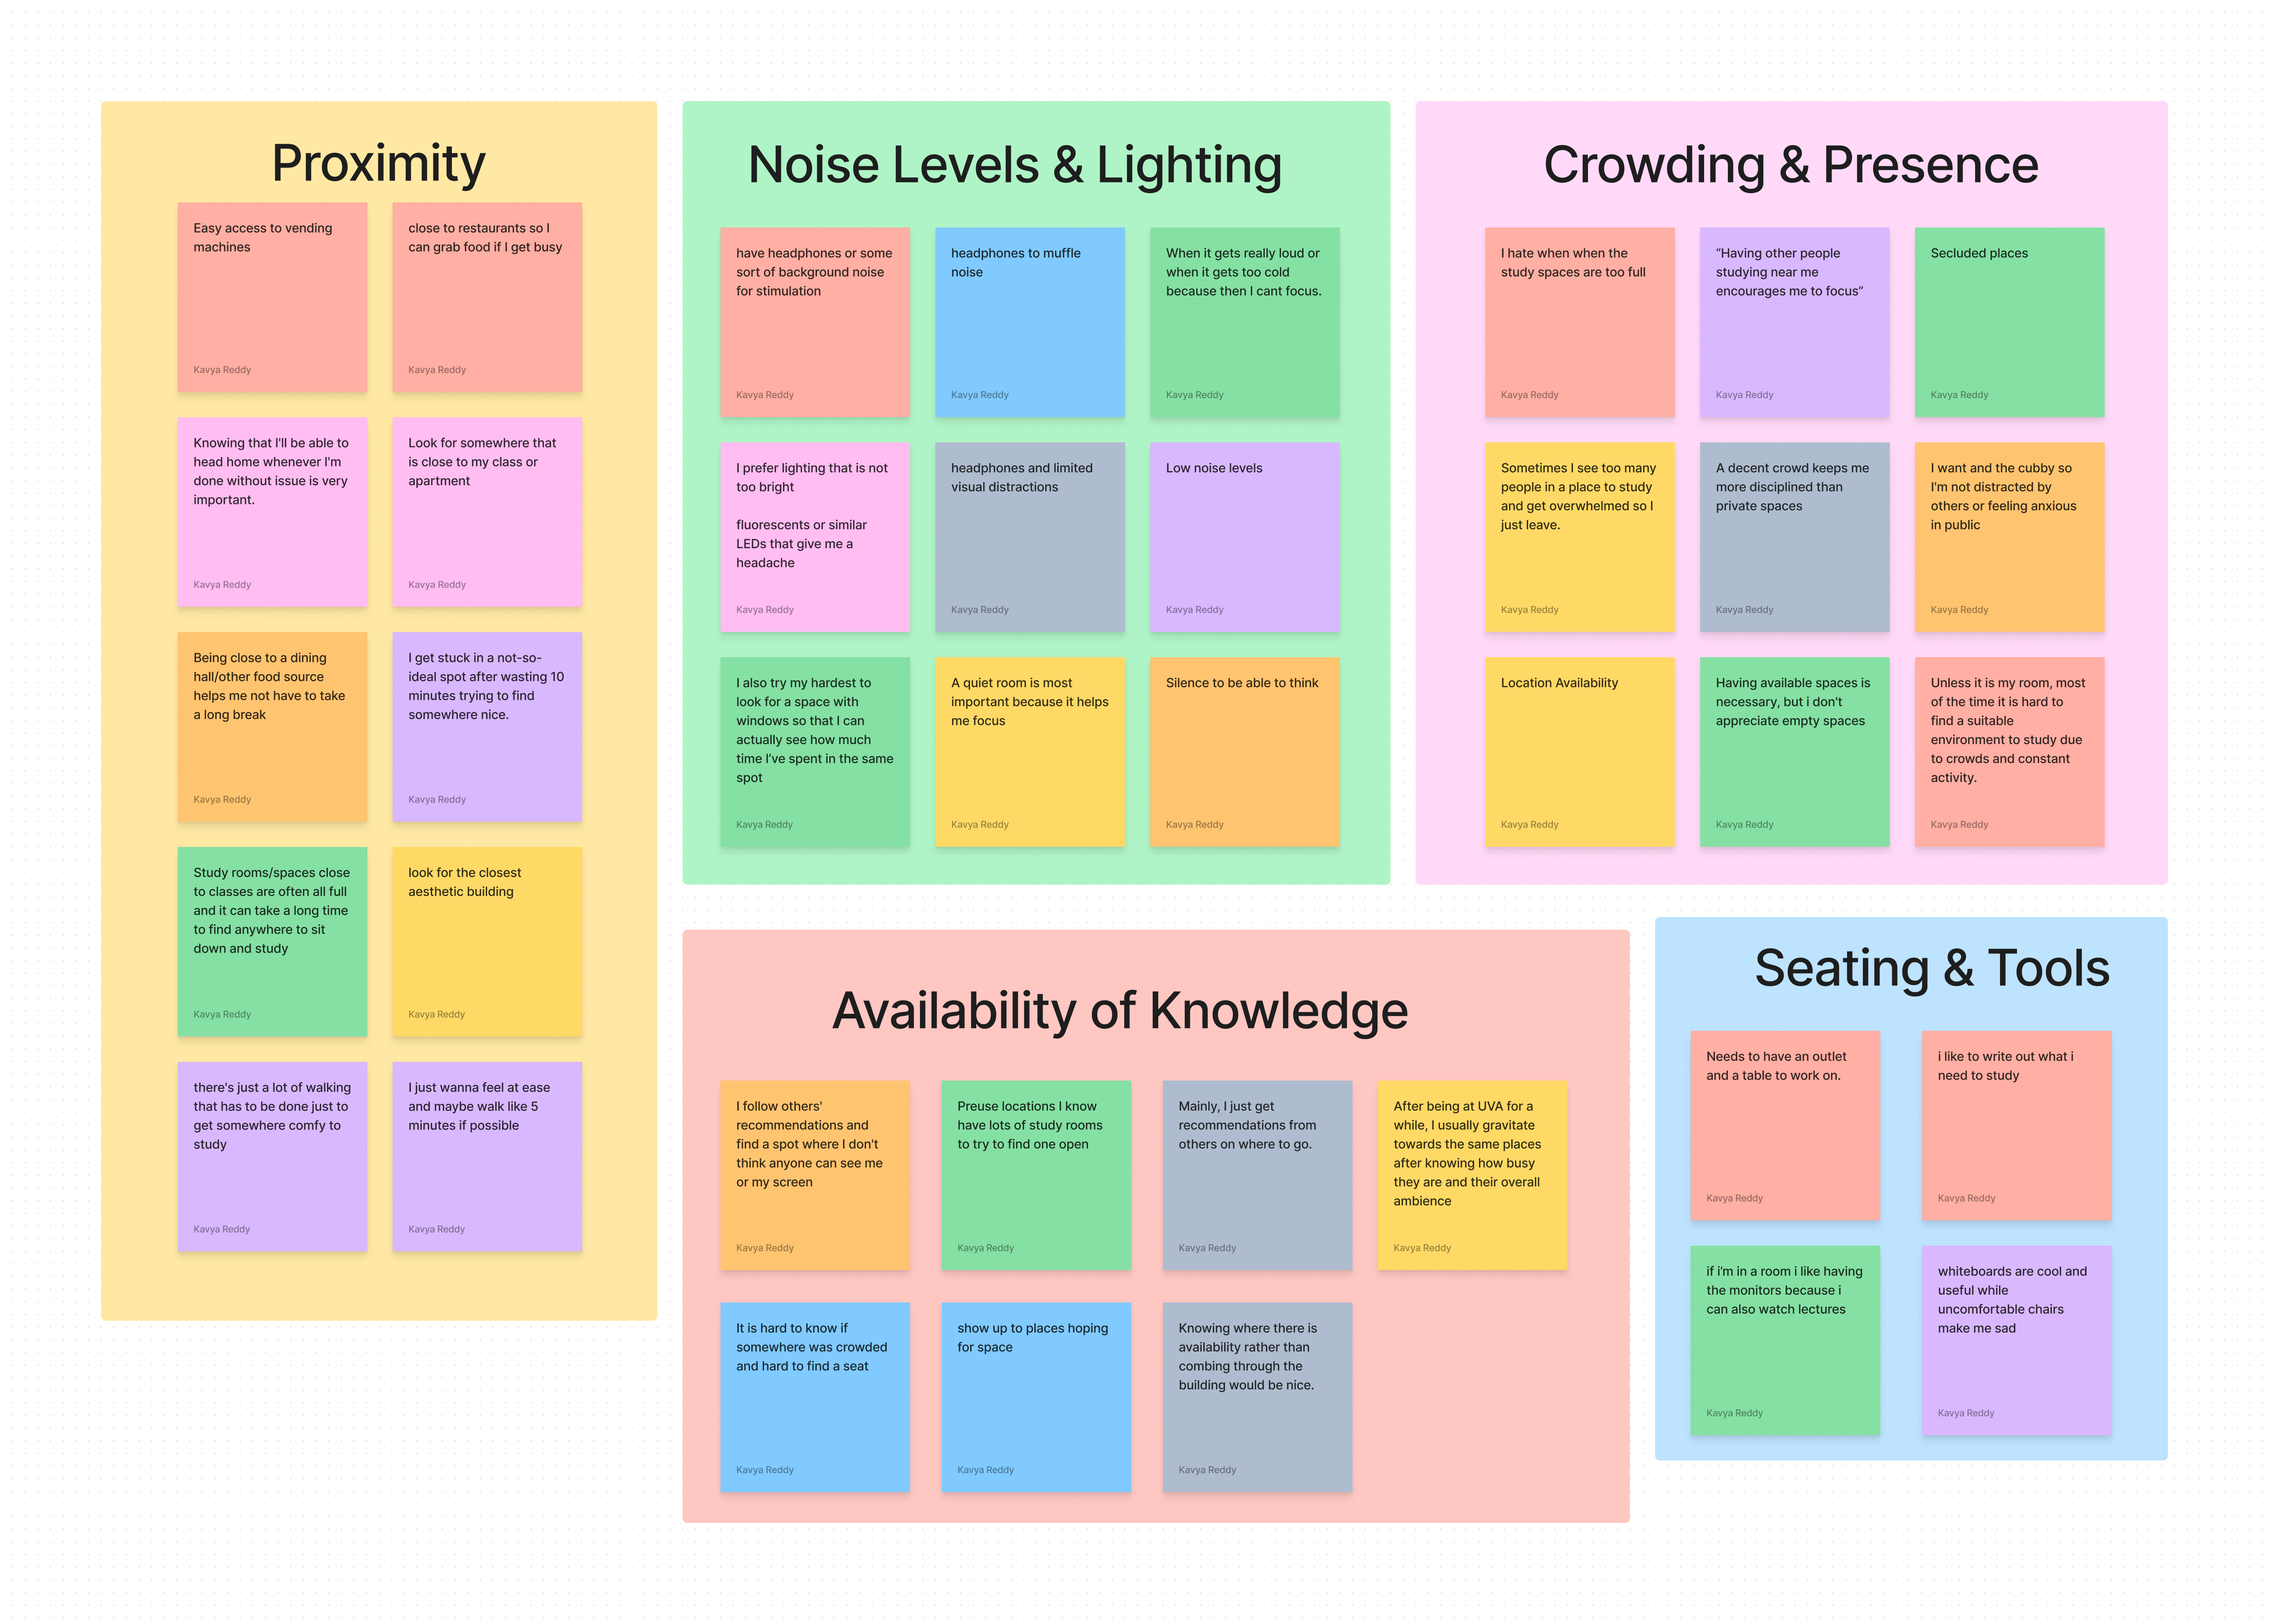 Proximity
Easy access to vending
machines
Kavya Reddy
close to restaurants so I
can grab food if I get busy
Kavya Reddy
Knowing that I'll be able to
head home whenever I'm
done without issue is very
important.
Kavya Reddy
Look for somewhere that
is close to my class or
apartment
Kavya Reddy
Being close to a dining
hall/other food source
helps me not have to take
a long break
Kavya Reddy
I get stuck in a not-so-
ideal spot after wasting 10
minutes trying to find
somewhere nice.
Kavya Reddy
Study rooms/spaces close
to classes are often all full
and it can take a long time
to find anywhere to sit
down and study
Kavya Reddy
look for the closest
aesthetic building
Kavya Reddy
there's just a lot of walking
that has to be done just to
get somewhere comfy to
study
Kavya Reddy
I just wanna feel at ease
and maybe walk like 5
minutes if possible
Kavya Reddy
Noise Levels & Lighting
have headphones or some
sort of background noise
for stimulation
Kavya Reddy
headphones to muffle
noise
Kavya Reddy
When it gets really loud or
when it gets too cold
because then I cant focus.
Kavya Reddy
I prefer lighting that is not
too bright
fluorescents or similar
LEDs that give me a
headache
Kavya Reddy
headphones and limited
visual distractions
Kavya Reddy
Low noise levels
Kavya Reddy
I also try my hardest to
look for a space with
windows so that I can
actually see how much
time I've spent in the same
spot
Kavya Reddy
A quiet room is most
important because it helps
me focus
Kavya Reddy
Silence to be able to think
Kavya Reddy
Crowding & Presence
I hate when when the
study spaces are too full
Kavya Reddy
“Having other people
studying near me
encourages me to focus”
Kavya Reddy
Secluded places
Kavya Reddy
Sometimes I see too many
people in a place to study
and get overwhelmed so I
just leave.
Kavya Reddy
A decent crowd keeps me
more disciplined than
private spaces
Kavya Reddy
I want and the cubby so
I'm not distracted by
others or feeling anxious
in public
Kavya Reddy
Location Availability
Kavya Reddy
Having available spaces is
necessary, but i don't
appreciate empty spaces
Kavya Reddy
Unless it is my room, most
of the time it is hard to
find a suitable
environment to study due
to crowds and constant
activity.
Kavya Reddy
Availability of Knowledge
I follow others'
recommendations and
find a spot where I don't
think anyone can see me
or my screen
Kavya Reddy
Preuse locations I know
have lots of study rooms
to try to find one open
Kavya Reddy
Mainly, I just get
recommendations from
others on where to go.
Kavya Reddy
After being at UVA for a
while, I usually gravitate
towards the same places
after knowing how busy
they are and their overall
ambience
Kavya Reddy
It is hard to know if
somewhere was crowded
and hard to find a seat
Kavya Reddy
show up to places hoping
for space
Kavya Reddy
Knowing where there is
availability rather than
combing through the
building would be nice.
Kavya Reddy
Seating & Tools
Needs to have an outlet
and a table to work on.
Kavya Reddy
i like to write out what i
need to study
Kavya Reddy
if i'm in a room i like having
the monitors because i
can also watch lectures
Kavya Reddy
whiteboards are cool and
useful while
uncomfortable chairs
make me sad
Kavya Reddy